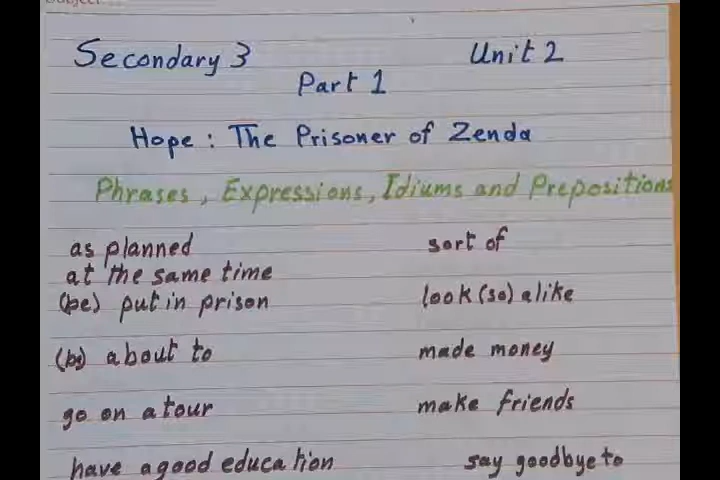 Secondary 3 Unit 2
Part 1
Hope : The Prisoner of Zenda
Phrases, Expressions, Idiums and Prepositions
as planned sort of
at the same time
(be) put in prison look (so) alike
(be) about to made money
go on a tour make friends
have a good education say goodbye to